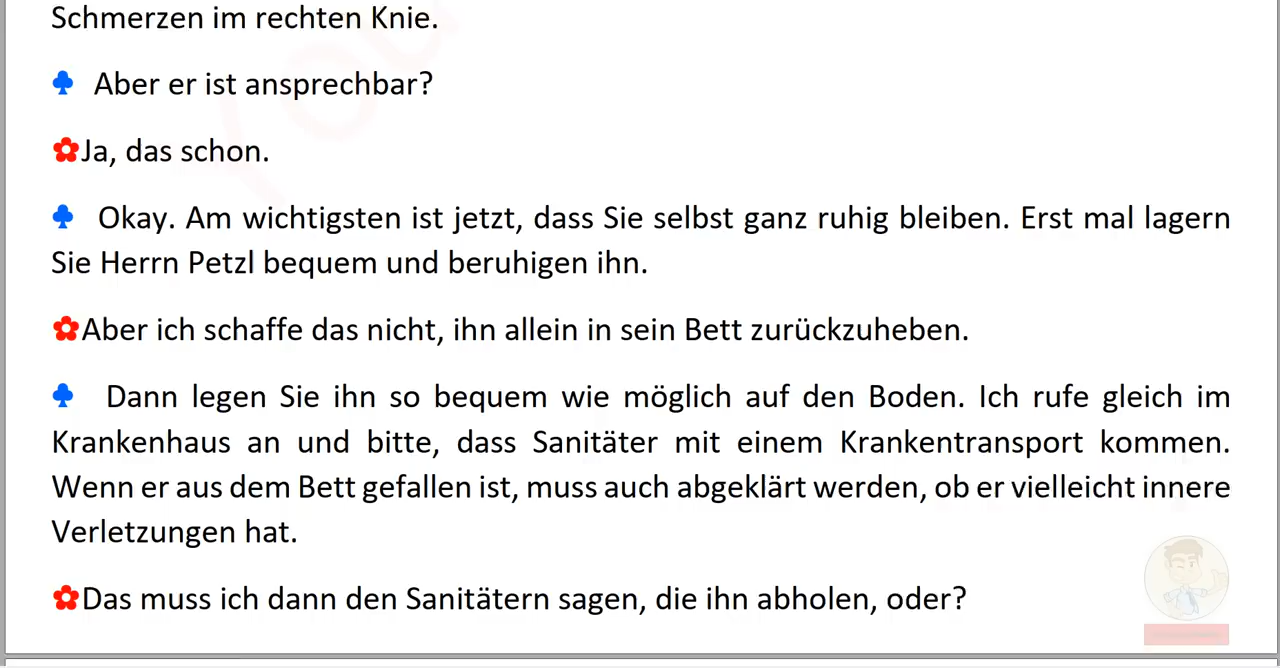 Schmerzen im rechten Knie.
♣ Aber er ist ansprechbar?
✿Ja, das schon.
♣ Okay. Am wichtigsten ist jetzt, dass Sie selbst ganz ruhig bleiben. Erst mal lagern
Sie Herrn Petzl bequem und beruhigen ihn.
✿Aber ich schaffe das nicht, ihn allein in sein Bett zurückzuheben.
♣ Dann legen Sie ihn so bequem wie möglich auf den Boden. Ich rufe gleich im
Krankenhaus an und bitte, dass Sanitäter mit einem Krankentransport kommen.
Wenn er aus dem Bett gefallen ist, muss auch abgeklärt werden, ob er vielleicht innere
Verletzungen hat.
✿Das muss ich dann den Sanitätern sagen, die ihn abholen, oder?